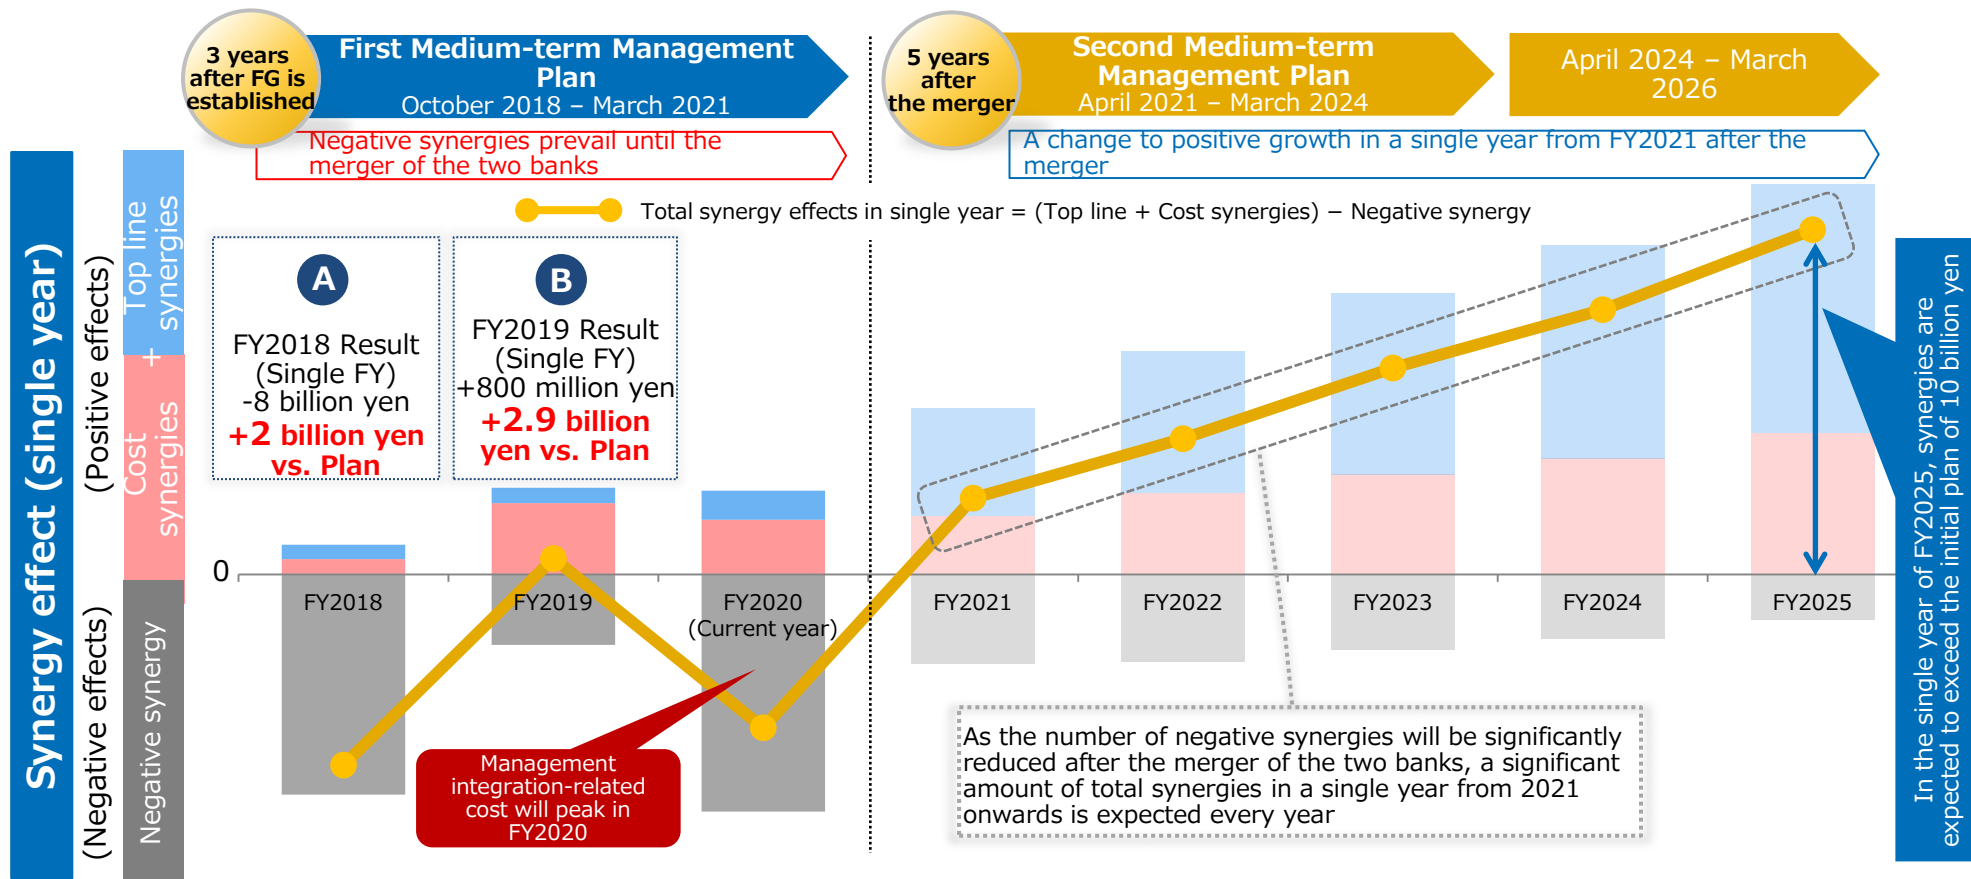 3 years
after FG is
established
First Medium-term Management
Plan
October 2018 – March 2021
Negative synergies prevail until the
merger of the two banks
5 years
after
the merger
Second Medium-term
Management Plan
April 2021 – March 2024
April 2024 – March
2026
A change to positive growth in a single year from FY2021 after the
merger
Total synergy effects in single year = (Top line + Cost synergies) − Negative synergy
Synergy effect (single year)
(Positive effects)
(Negative effects)
Top line
synergies
+
Cost
synergies
Negative synergy
A
FY2018 Result
(Single FY)
-8 billion yen
+2 billion yen
vs. Plan
B
FY2019 Result
(Single FY)
+800 million yen
+2.9 billion
yen vs. Plan
0
FY2018
FY2019
FY2020
(Current year)
FY2021
FY2022
FY2023
FY2024
FY2025
Management
integration-related
cost will peak in
FY2020
As the number of negative synergies will be significantly
reduced after the merger of the two banks, a significant
amount of total synergies in a single year from 2021
onwards is expected every year
In the single year of FY2025, synergies are
expected to exceed the initial plan of 10 billion yen